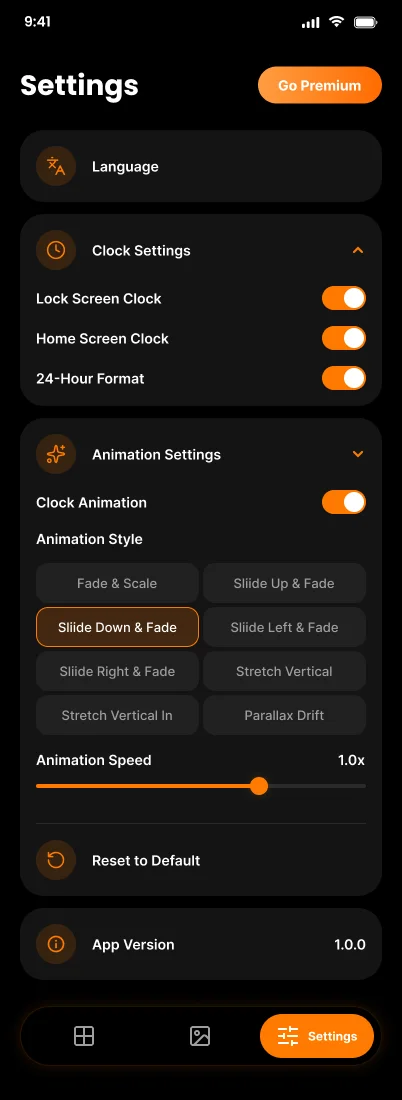 9:41
Settings
Go Premium
Language
Clock Settings
Lock Screen Clock
Home Screen Clock
24-Hour Format
Animation Settings
Clock Animation
Animation Style
Fade & Scale
Sliide Up & Fade
Sliide Down & Fade
Sliide Left & Fade
Sliide Right & Fade
Stretch Vertical
Stretch Vertical In
Parallax Drift
Animation Speed
1.0x
Reset to Default
App Version
1.0.0
Settings